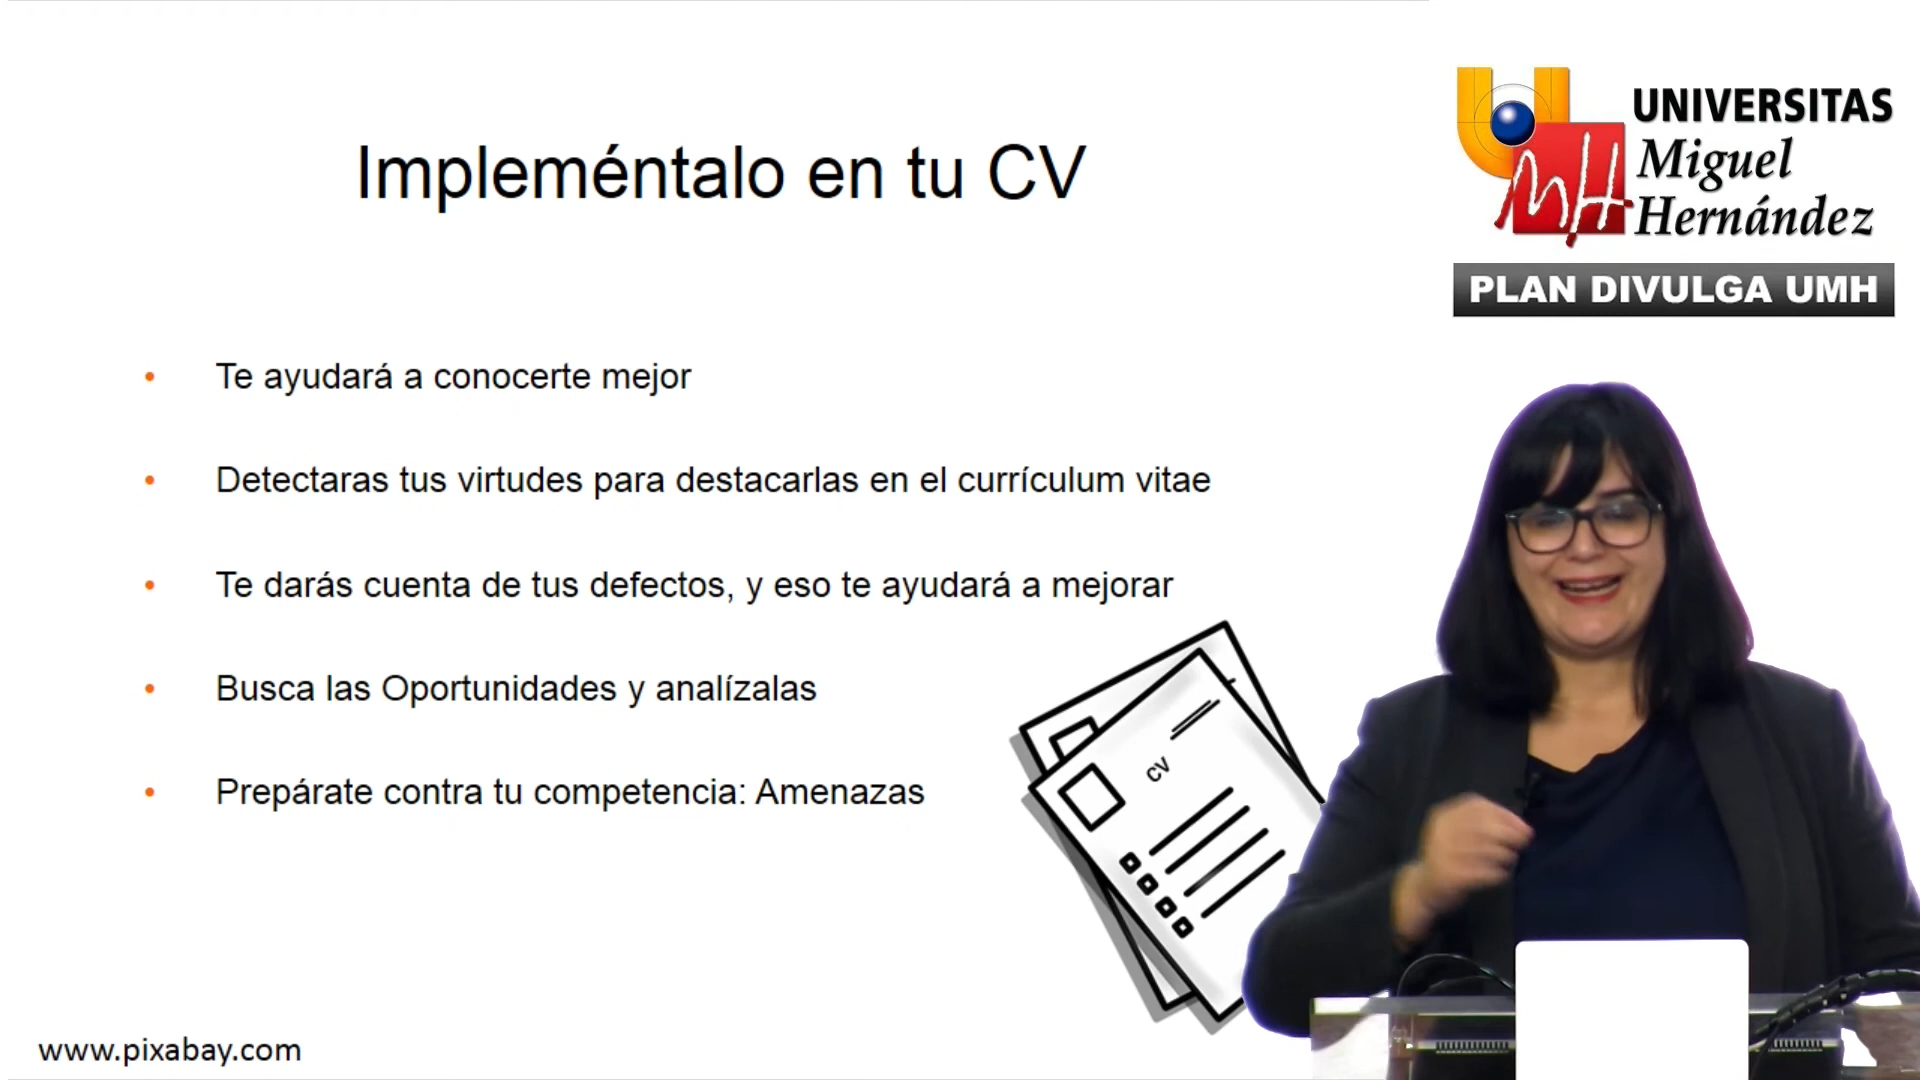 Impleméntalo en tu CV
UNIVERSITAS
Miguel
Hernández
PLAN DIVULGA UMH
Te ayudará a conocerte mejor
Detectaras tus virtudes para destacarlas en el currículum vitae
Te darás cuenta de tus defectos, y eso te ayudará a mejorar
Busca las Oportunidades y analízalas
Prepárate contra tu competencia: Amenazas
CV
www.pixabay.com